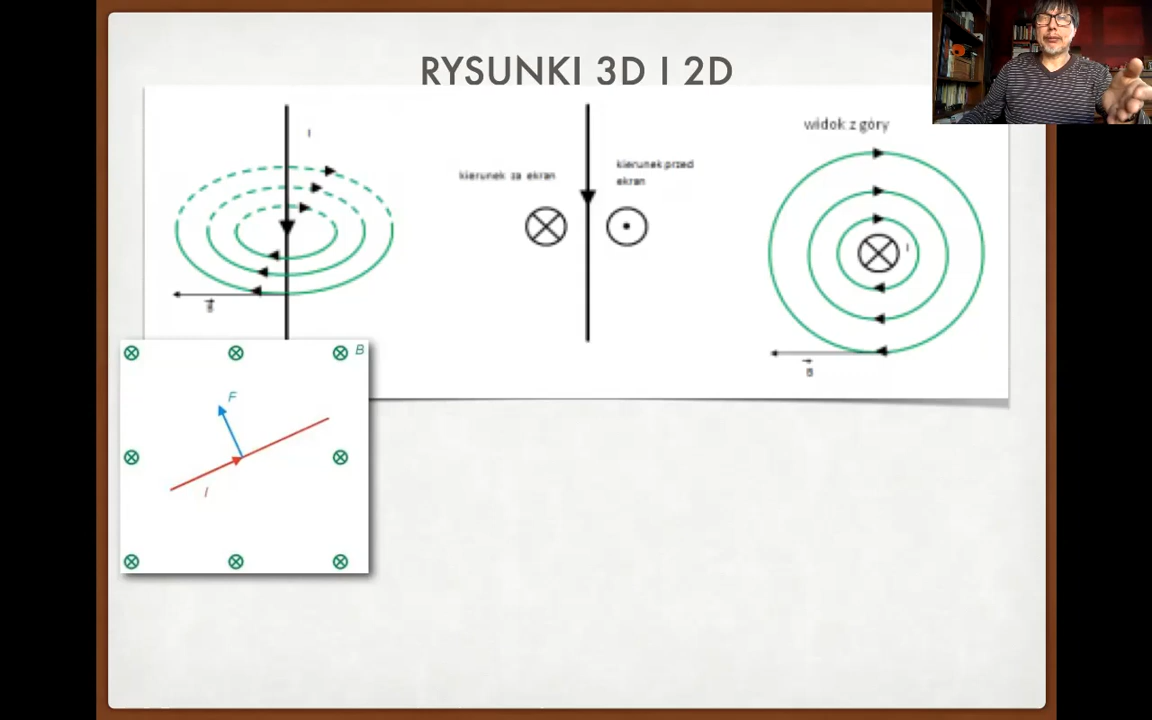 RYSUNKI 3D I 2D
I
B
kierunek za ekran
kierunek przed
ekran
widok z góry
I
B
B
F
I